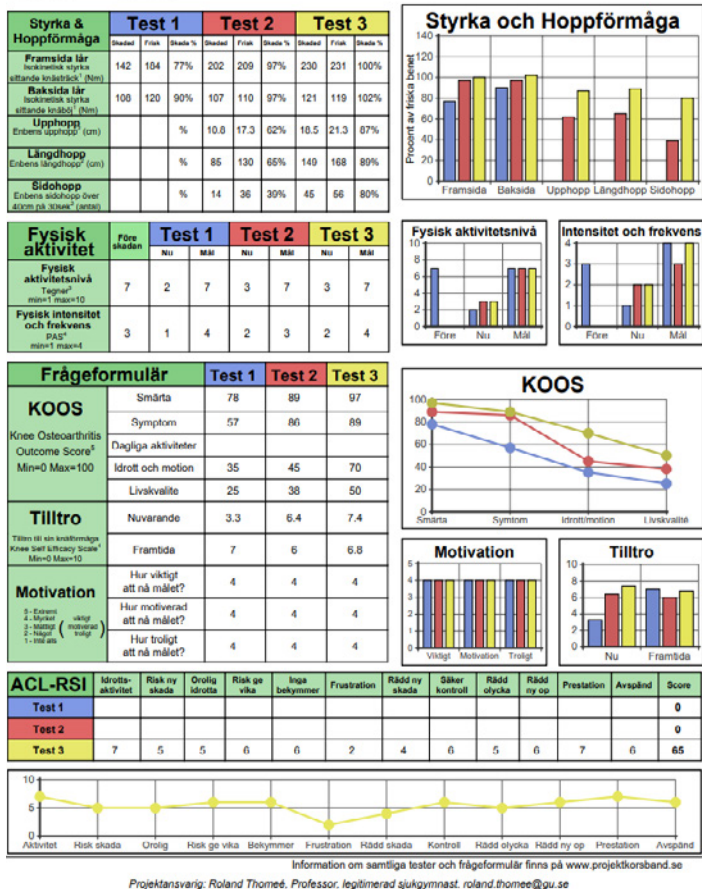 Styrka & Hoppförmåga Test 1 Test 2 Test 3
Skadad Frisk Skada % Skadad Frisk Skada % Skadad Frisk Skada %
Framsida lår
Isokinetisk styrka
sittande knästräck¹ (Nm)
142 184 77% 202 209 97% 230 231 100%
Baksida lår
Isokinetisk styrka
sittande knäböj¹ (Nm)
108 120 90% 107 110 97% 121 119 102%
Upphopp
Enbens upphopp (cm)
% 10.8 17.3 62% 18.5 21.3 87%
Längdhopp
Enbens längdhopp² (cm)
% 85 130 65% 149 168 89%
Sidohopp
Enbens sidohopp över
40cm på 30sek² (antal)
% 14 36 39% 45 56 80%
Styrka och Hoppförmåga
Procent av friska benet
140
120
100
80
60
40
20
0
Framsida Baksida Upphopp Längdhopp Sidohopp
Fysisk aktivitet Före skadan Test 1 Test 2 Test 3
Nu Mål Nu Mål Nu Mål
Fysisk
aktivitetsnivå
Tegner³
min=1 max=10
7 2 7 3 7 3 7
Fysisk intensitet
och frekvens
PAS⁴
min=1 max=4
3 1 4 2 3 2 4
Fysisk aktivitetsnivå
10
8
6
4
2
0
Före Nu Mål
Intensitet och frekvens
4
3
2
1
0
Före Nu Mål
Frågeformulär Test 1 Test 2 Test 3
KOOS
Knee Osteoarthritis
Outcome Score⁵
Min=0 Max=100
Smärta 78 89 97
Symptom 57 86 89
Dagliga aktiviteter
Idrott och motion 35 45 70
Livskvalite 25 38 50
Tilltro
Tilltro till sin knäförmåga
Knee Self Efficacy Scale
Min=0 Max=10
Nuvarande 3.3 6.4 7.4
Framtida 7 6 6.8
Motivation
5 - Extremt
4 - Mycket
3 - Måttligt
2 - Något
1 - Inte alls
( viktigt
motiverad
troligt )
Hur viktigt
att nå målet?
4 4 4
Hur motiverad
att nå målet?
4 4 4
Hur troligt
att nå målet?
4 4 4
KOOS
100
80
60
40
20
0
Smärta Symtom Idrott/motion Livskvalité
Motivation
5
4
3
2
1
0
Viktigt Motivation Troligt
Tilltro
10
8
6
4
2
0
Nu Framtida
ACL-RSI Idrotts-aktivitet Risk ny skada Orolig idrotta Risk ge vika Inga bekymmer Frustration Rädd ny skada Säker kontroll Rädd olycka Rädd ny op Prestation Avspänd Score
Test 1 0
Test 2 0
Test 3 7 5 5 6 6 2 4 6 5 6 7 6 65
10
5
0
Aktivitet Risk skada Orolig Risk ge vika Bekymmer Frustration Rädd skada Kontroll Rädd olycka Rädd ny op Prestation Avspänd
Information om samtliga tester och frågeformulär finns på www.projektkorsband.se
Projektansvarig: Roland Thomeé, Professor, legitimerad sjukgymnast. roland.thomee@gu.se